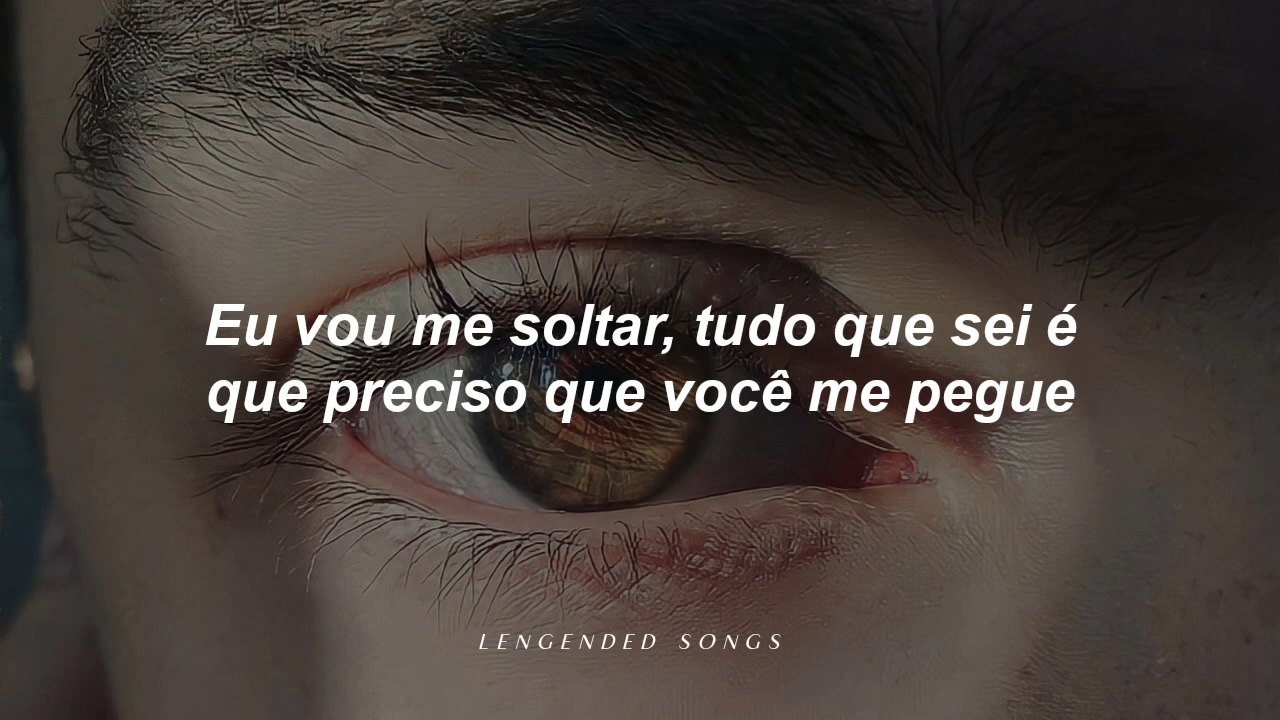 Eu vou me soltar, tudo que sei é
que preciso que você me pegue
LENGENDED SONGS